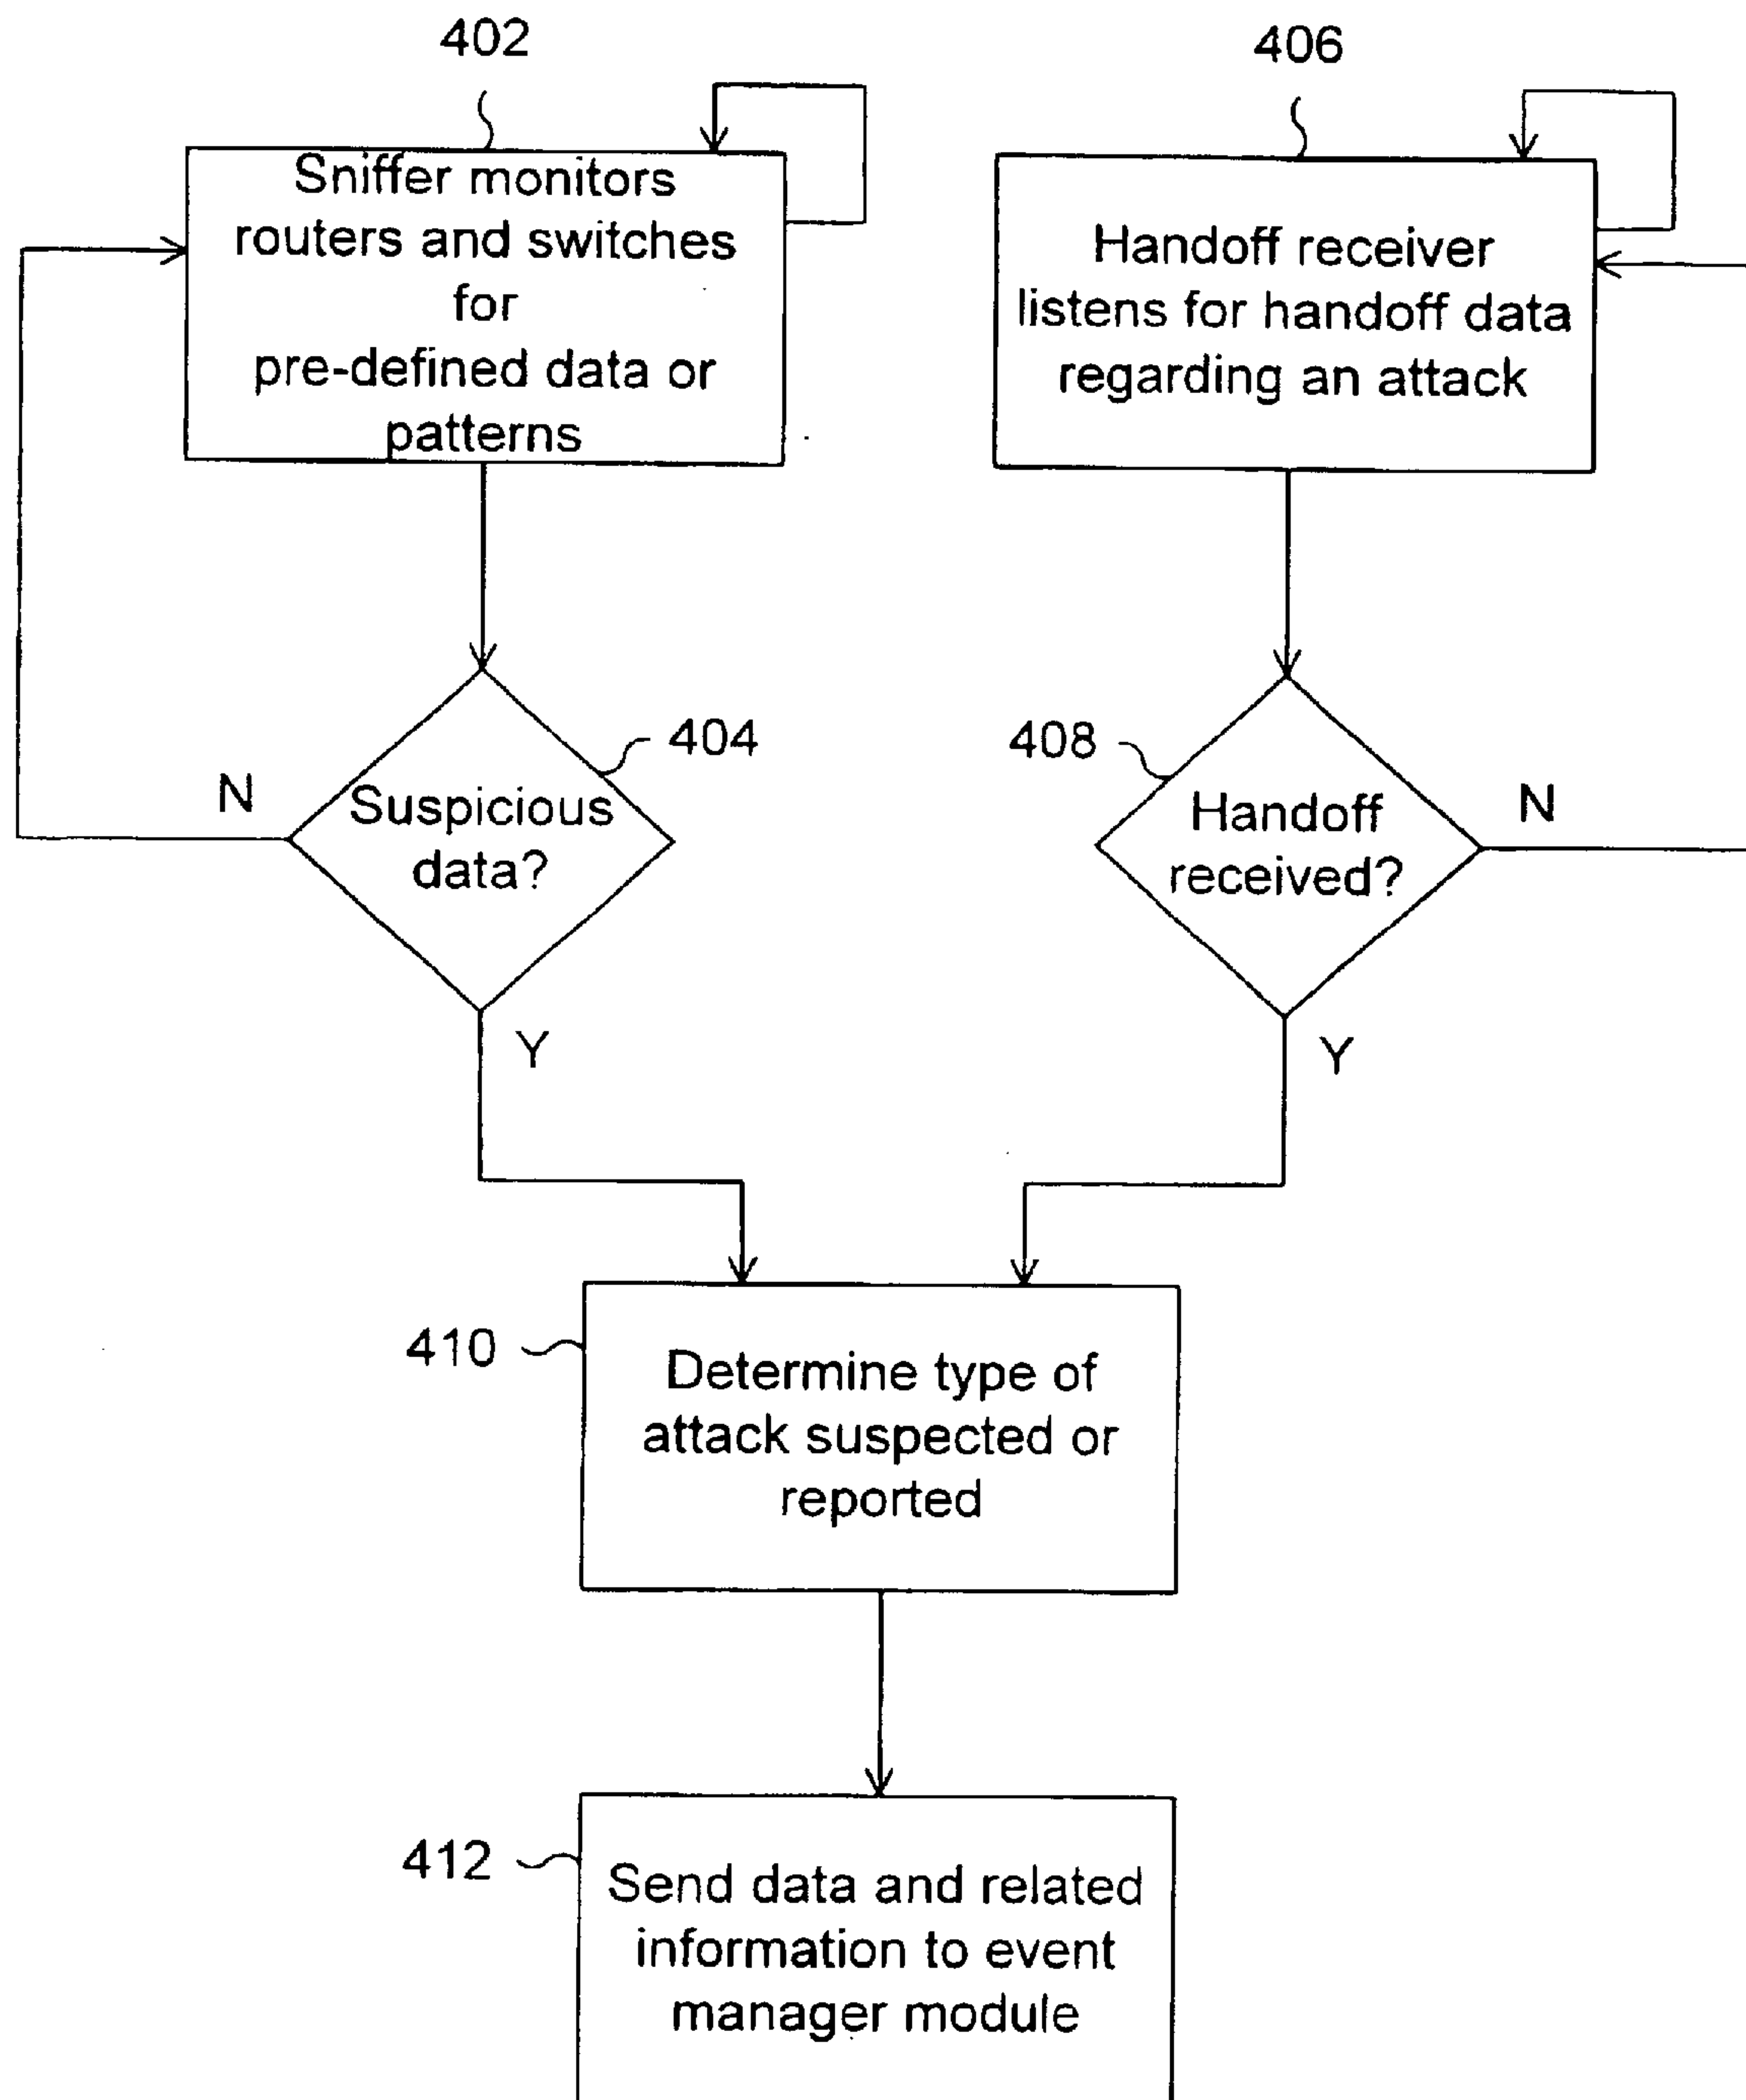 402
Sniffer monitors
routers and switches
for
pre-defined data or
patterns
406
Handoff receiver
listens for handoff data
regarding an attack
404
Suspicious
data?
N
Y
408
Handoff
received?
N
Y
410
Determine type of
attack suspected or
reported
412
Send data and related
information to event
manager module